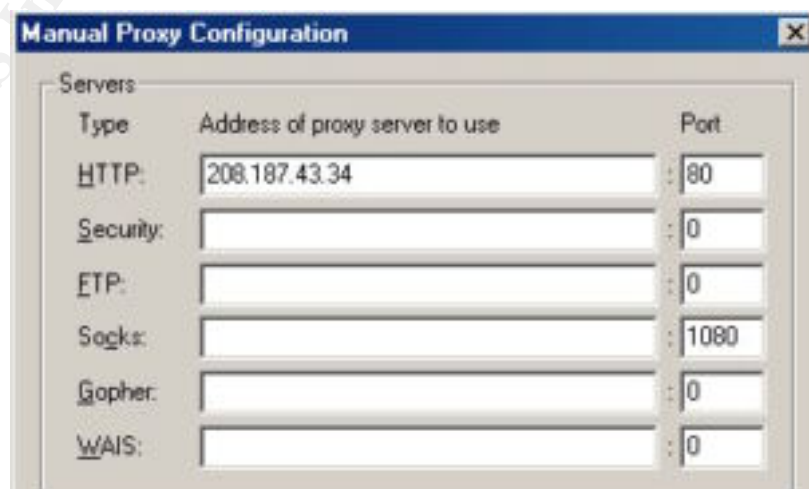 Manual Proxy Configuration
Servers
Type Address of proxy server to use Port
HTTP: 208.187.43.34 : 80
Security: : 0
FTP: : 0
Socks: : 1080
Gopher: : 0
WAIS: : 0